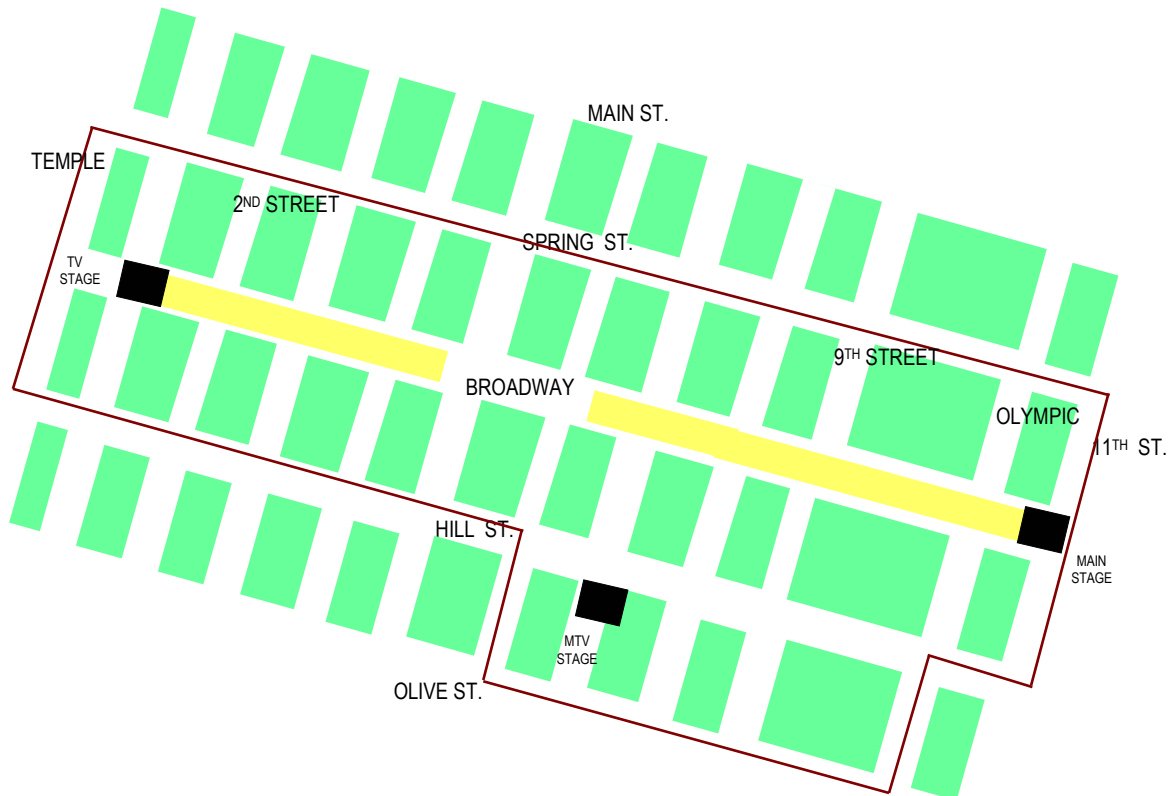 MAIN ST.
TEMPLE
2ND STREET
SPRING ST.
TV
STAGE
9TH STREET
BROADWAY
OLYMPIC
11TH ST.
HILL ST.
MAIN
STAGE
MTV
STAGE
OLIVE ST.